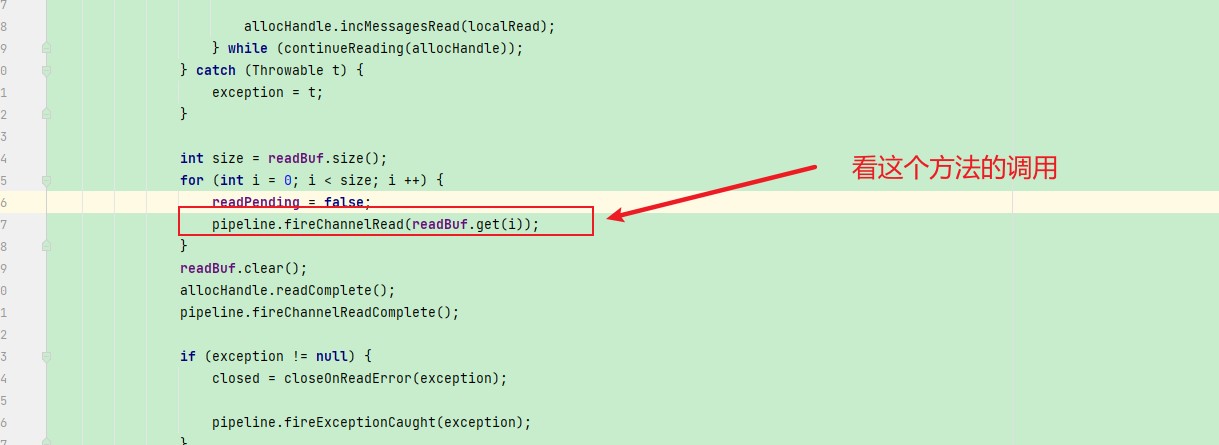 7
8 allocHandle.incMessagesRead(localRead);
9 } while (continueReading(allocHandle));
0 } catch (Throwable t) {
1 exception = t;
2 }
3
4 int size = readBuf.size();
5 for (int i = 0; i < size; i ++) {
6 readPending = false;
7 pipeline.fireChannelRead(readBuf.get(i));
看这个方法的调用
8 }
9 readBuf.clear();
0 allocHandle.readComplete();
1 pipeline.fireChannelReadComplete();
2
3 if (exception != null) {
4 closed = closeOnReadError(exception);
5
6 pipeline.fireExceptionCaught(exception);
7 }